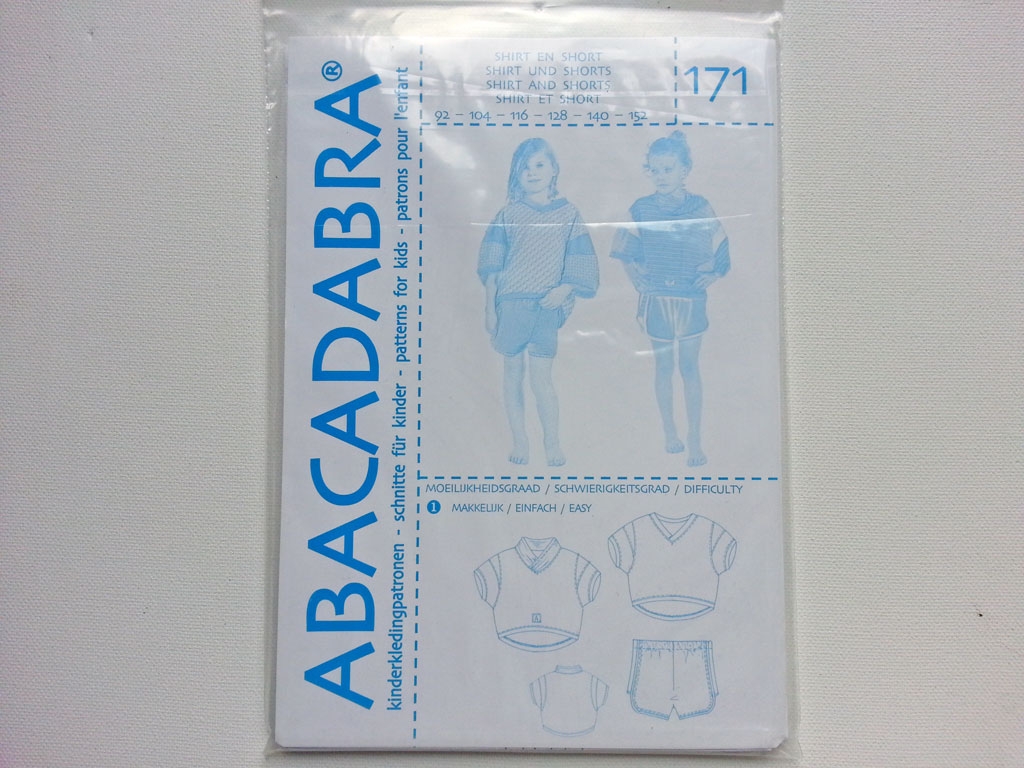 ABACADABRA®
kinderkledingpatronen - schnitte für kinder - patterns for kids - patrons pour l'enfant
SHIRT EN SHORT
SHIRT UND SHORTS
SHIRT AND SHORTS
SHIRT ET SHORT
92 - 104 - 116 - 128 - 140 - 152
171
MOEILIJKHEIDSGRAAD / SCHWIERIGKEITSGRAD / DIFFICULTY
1 MAKKELIJK / EINFACH / EASY
A